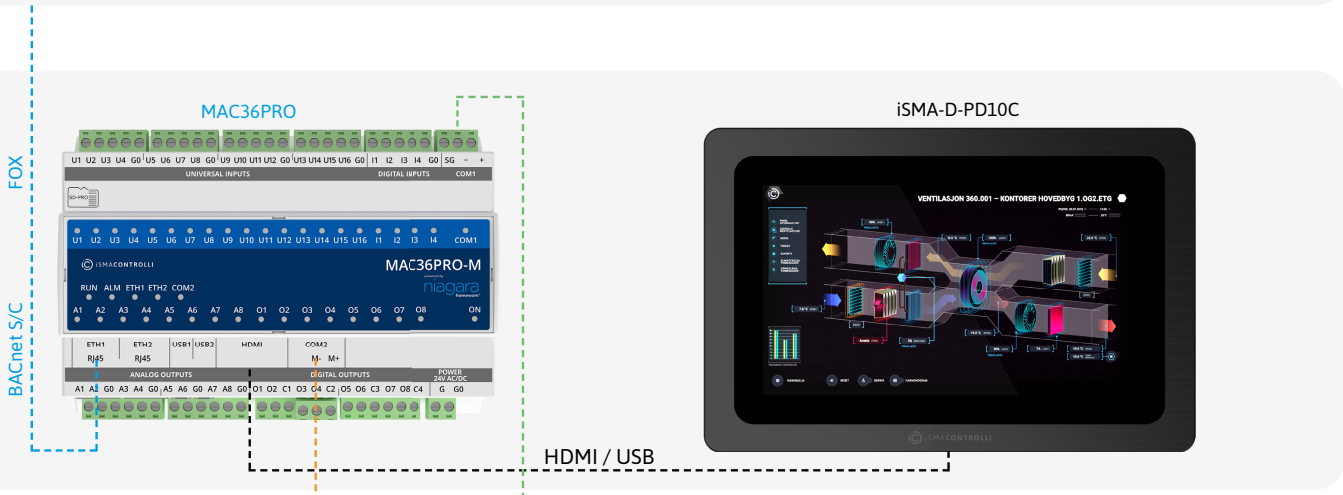 MAC36PRO
iSMA-D-PD10C
FOX
BACnet S/C
U1 U2 U3 U4 G0 U5 U6 U7 U8 G0 U9 U10 U11 U12 G0 U13 U14 U15 U16 G0 I1 I2 I3 I4 G0 SG - +
UNIVERSAL INPUTS DIGITAL INPUTS COM1
SD-PRO
U1 U2 U3 U4 U5 U6 U7 U8 U9 U10 U11 U12 U13 U14 U15 U16 I1 I2 I3 I4 COM1
iSMACONTROLLI MAC36PRO-M
powered by
niagara
framework
RUN ALM ETH1 ETH2 COM2
A1 A2 A3 A4 A5 A6 A7 A8 O1 O2 O3 O4 O5 O6 O7 O8 ON
ETH1 ETH2 USB1 USB2 HDMI COM2
RJ45 RJ45 M- M+
ANALOG OUTPUTS DIGITAL OUTPUTS POWER
24V AC/DC
A1 A2 G0 A3 A4 G0 A5 A6 G0 A7 A8 G0 O1 O2 C1 O3 O4 C2 O5 O6 C3 O7 O8 C4 G G0
VENTILASJON 360.001 – KONTORER HOVEDBYG 1.OG2.ETG
NAWIGACJA RESET SERWIS HARMONOGRAM
iSMACONTROLLI
HDMI / USB